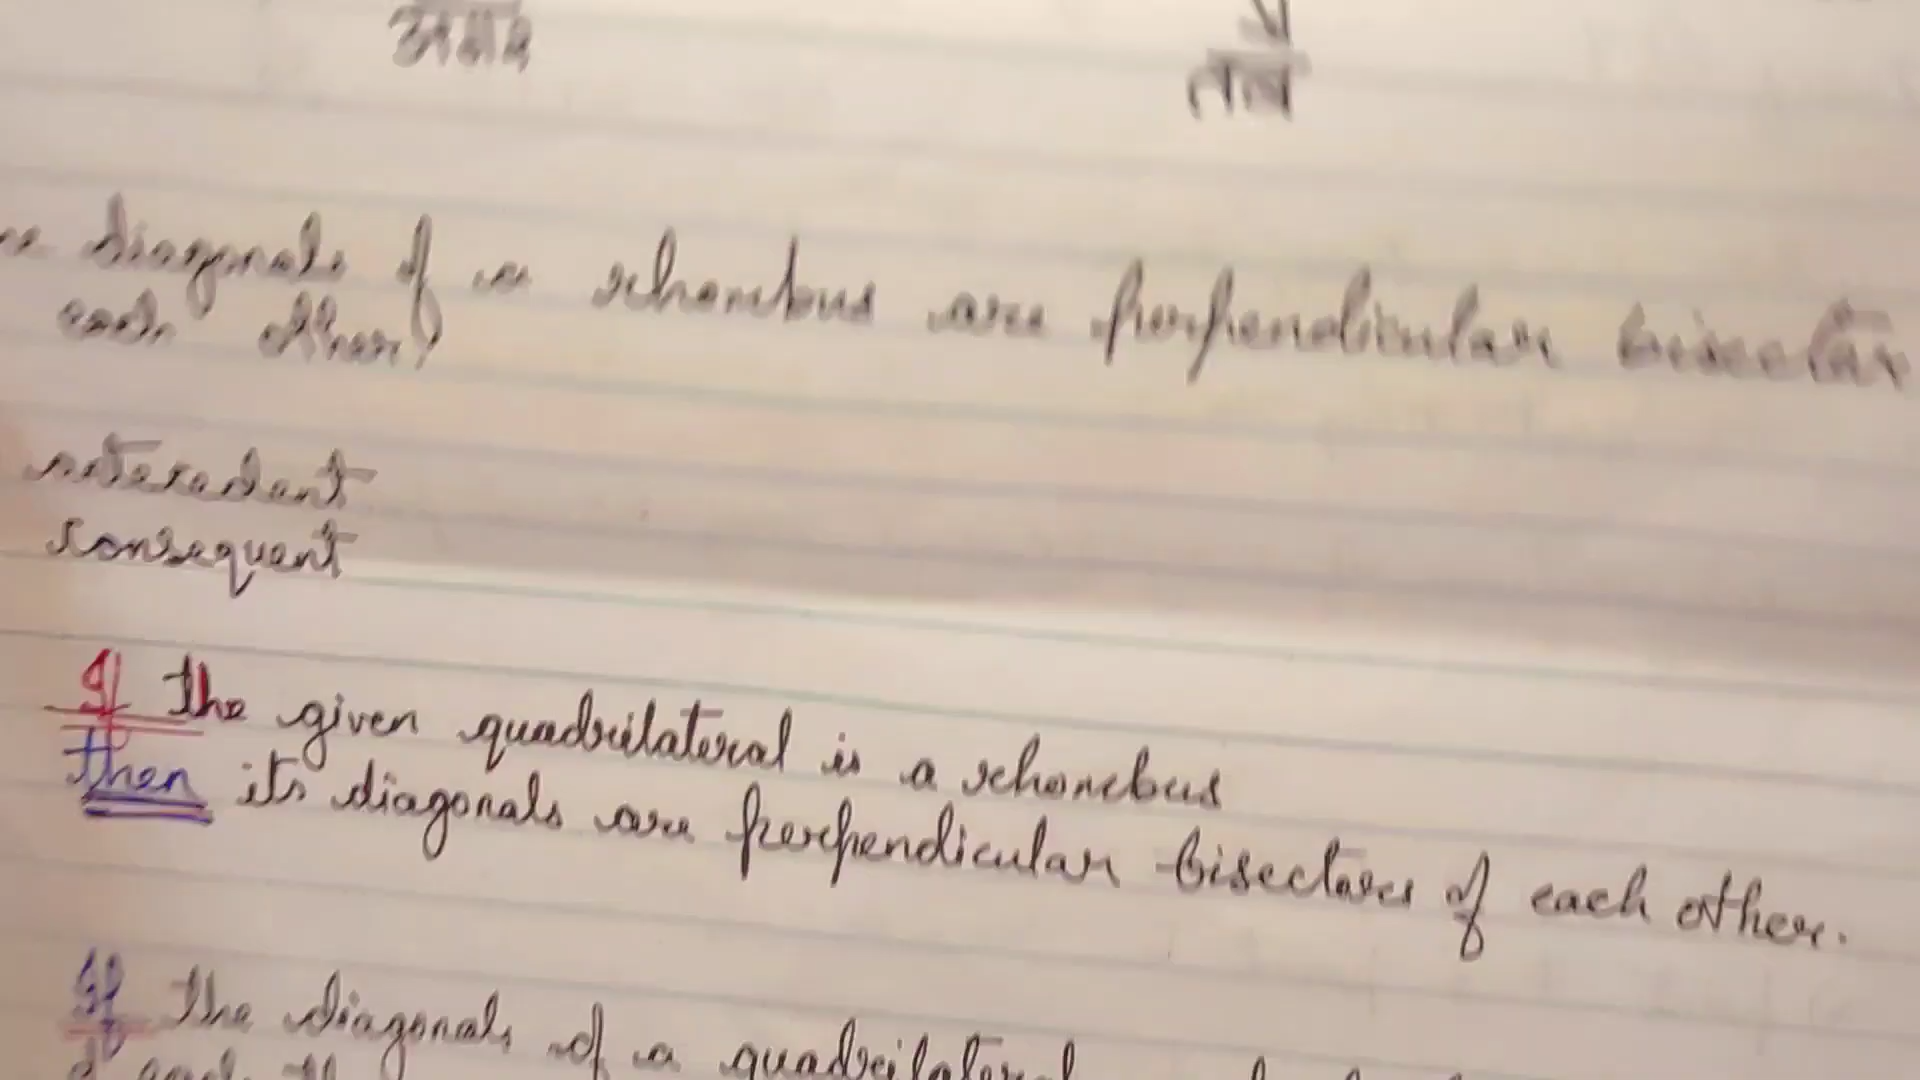 diagonals of a rhombus are perpendicular bisector
each other)
consequent
If the given quadrilateral is a rhombus
then its diagonals are perpendicular bisectors of each other.
If the diagonals of a quadrilateral